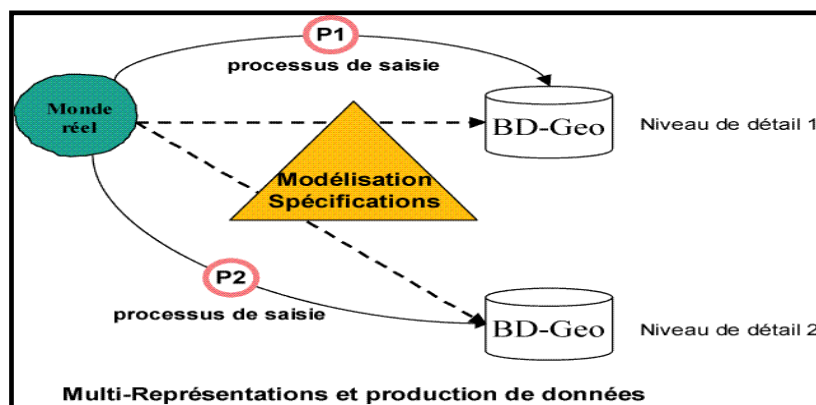 P1
processus de saisie
Monde
réel
BD-Geo
Niveau de détail 1
Modélisation
Spécifications
P2
processus de saisie
BD-Geo
Niveau de détail 2
Multi-Représentations et production de données